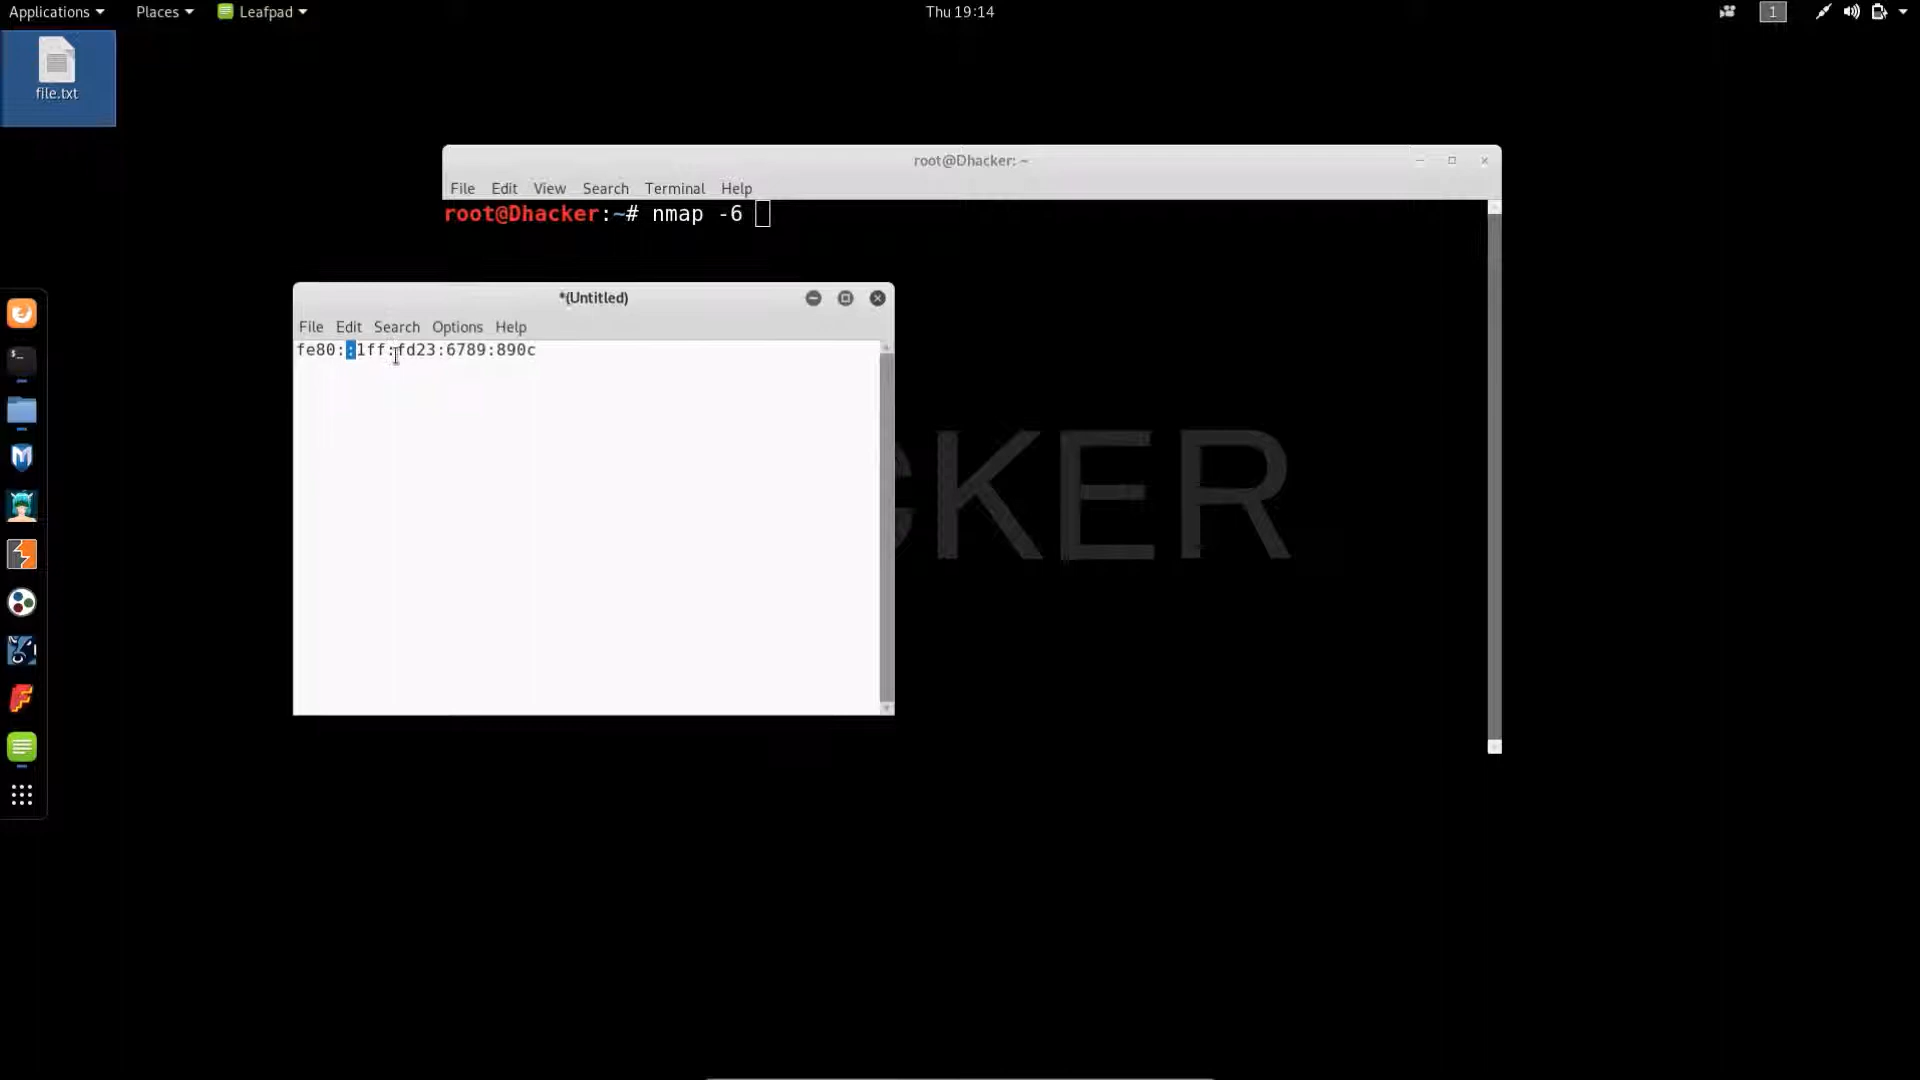 Applications Places Leafpad Thu 19:14 1
file.txt
root@Dhacker: ~
File Edit View Search Terminal Help
root@Dhacker:~# nmap -6
*(Untitled)
File Edit Search Options Help
fe80::1ff:fd23:6789:890c
CKER